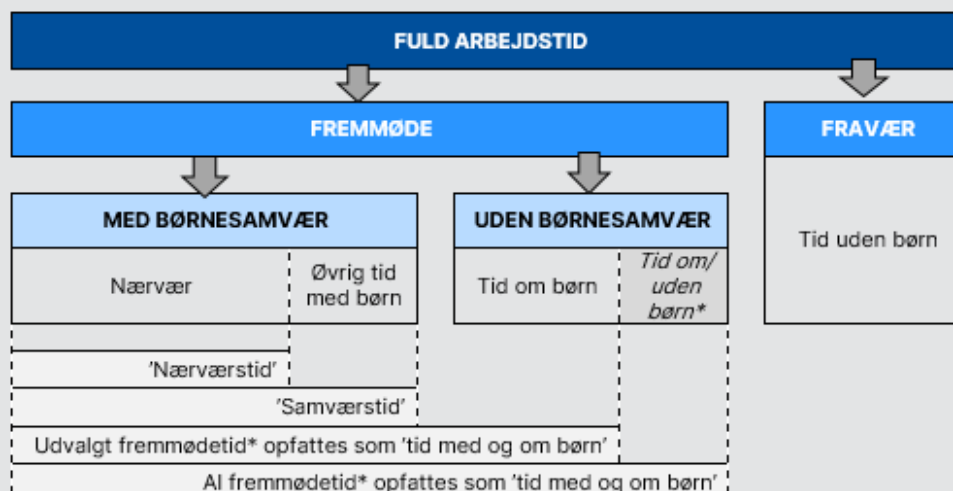 FULD ARBEJDSTID
FREMMØDE
FRAVÆR
MED BØRNESAMVÆR
UDEN BØRNESAMVÆR
Nærvær
Øvrig tid
med børn
Tid om børn
Tid om/
uden
børn*
Tid uden børn
'Nærværstid'
'Samværstid'
Udvalgt fremmødetid* opfattes som 'tid med og om børn'
Al fremmødetid* opfattes som 'tid med og om børn'